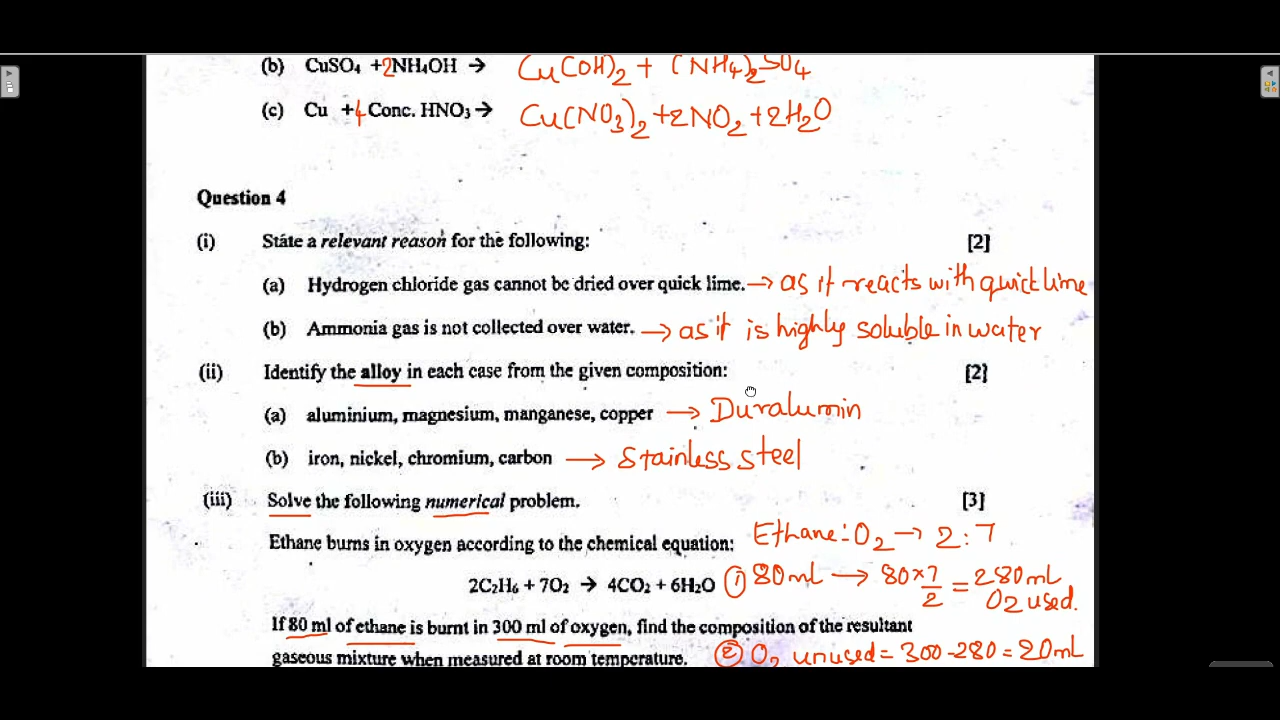 (b) CuSO₄ +2NH₄OH → Cu(OH)₂ + (NH₄)₂SO₄
(c) Cu +4 Conc. HNO₃→ Cu(NO₃)₂+2NO₂+2H₂O
Question 4
(i) State a relevant reason for the following: [2]
(a) Hydrogen chloride gas cannot be dried over quick lime. → as it reacts with quick lime
(b) Ammonia gas is not collected over water. → as it is highly soluble in water
(ii) Identify the alloy in each case from the given composition: [2]
(a) aluminium, magnesium, manganese, copper → Duralumin
(b) iron, nickel, chromium, carbon → Stainless steel
(iii) Solve the following numerical problem. [3]
Ethane burns in oxygen according to the chemical equation: Ethane : O₂ → 2:7
2C₂H₆ + 7O₂ → 4CO₂ + 6H₂O ① 80ml → 80×7/2 = 280ml O₂ used.
If 80 ml of ethane is burnt in 300 ml of oxygen, find the composition of the resultant
gaseous mixture when measured at room temperature. ② O₂ unused = 300-280 = 20ml